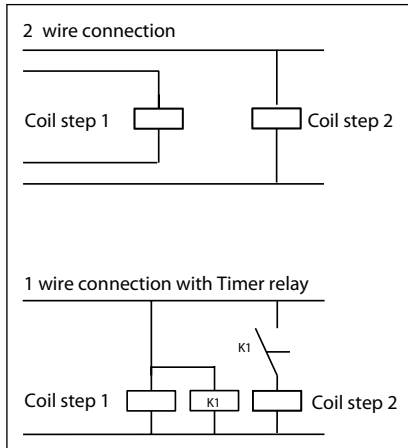 2 wire connection
Coil step 1
Coil step 2
1 wire connection with Timer relay
K1
Coil step 1
K1
Coil step 2